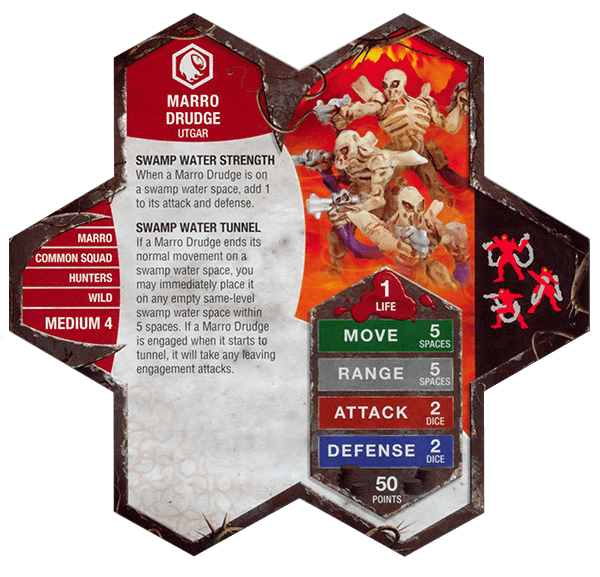 MARRO
DRUDGE
UTGAR
SWAMP WATER STRENGTH
When a Marro Drudge is on
a swamp water space, add 1
to its attack and defense.
SWAMP WATER TUNNEL
If a Marro Drudge ends its
normal movement on a
swamp water space, you
may immediately place it
on any empty same-level
swamp water space within
5 spaces. If a Marro Drudge
is engaged when it starts to
tunnel, it will take any leaving
engagement attacks.
MARRO
COMMON SQUAD
HUNTERS
WILD
MEDIUM 4
1
LIFE
MOVE 5 SPACES
RANGE 5 SPACES
ATTACK 2 DICE
DEFENSE 2 DICE
50
POINTS